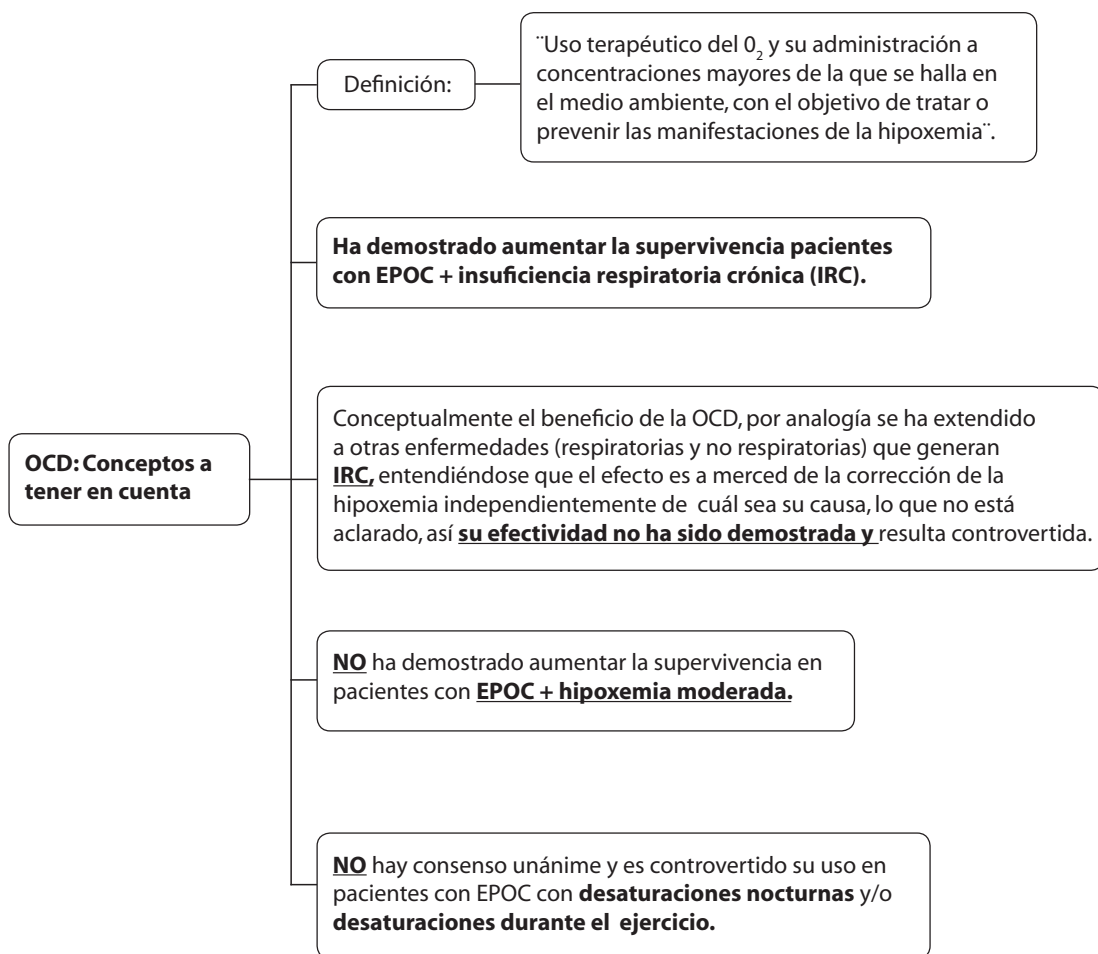 ¨Uso terapéutico del 0₂ y su administración a
concentraciones mayores de la que se halla en
el medio ambiente, con el objetivo de tratar o
prevenir las manifestaciones de la hipoxemia¨.
Definición:
Ha demostrado aumentar la supervivencia pacientes
con EPOC + insuficiencia respiratoria crónica (IRC).
OCD: Conceptos a
tener en cuenta
Conceptualmente el beneficio de la OCD, por analogía se ha extendido
a otras enfermedades (respiratorias y no respiratorias) que generan
IRC, entendiéndose que el efecto es a merced de la corrección de la
hipoxemia independientemente de cuál sea su causa, lo que no está
aclarado, así su efectividad no ha sido demostrada y resulta controvertida.
NO ha demostrado aumentar la supervivencia en
pacientes con EPOC + hipoxemia moderada.
NO hay consenso unánime y es controvertido su uso en
pacientes con EPOC con desaturaciones nocturnas y/o
desaturaciones durante el ejercicio.